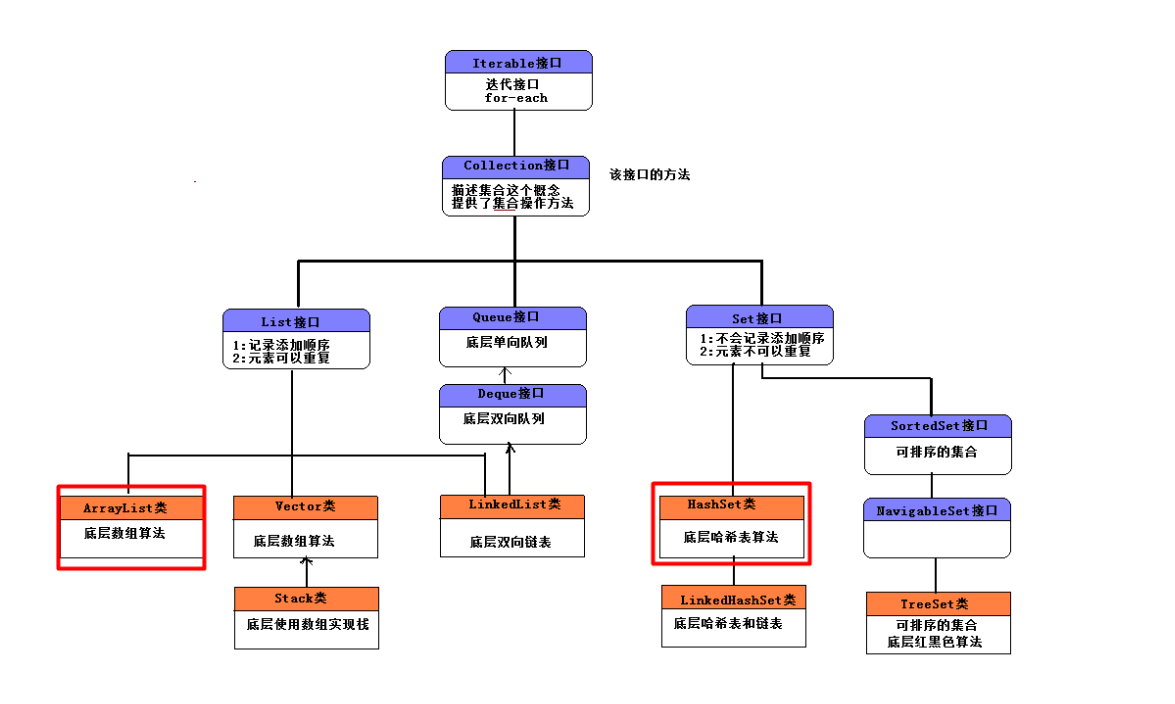 Iterable接口
迭代接口
for-each
Collection接口
描述集合这个概念
提供了集合操作方法
该接口的方法
List接口
1:记录添加顺序
2:元素可以重复
Queue接口
底层单向队列
Set接口
1:不会记录添加顺序
2:元素不可以重复
Deque接口
底层双向队列
SortedSet接口
可排序的集合
ArrayList类
底层数组算法
Vector类
底层数组算法
LinkedList类
底层双向链表
HashSet类
底层哈希表算法
NavigableSet接口
Stack类
底层使用数组实现栈
LinkedHashSet类
底层哈希表和链表
TreeSet类
可排序的集合
底层红黑色算法